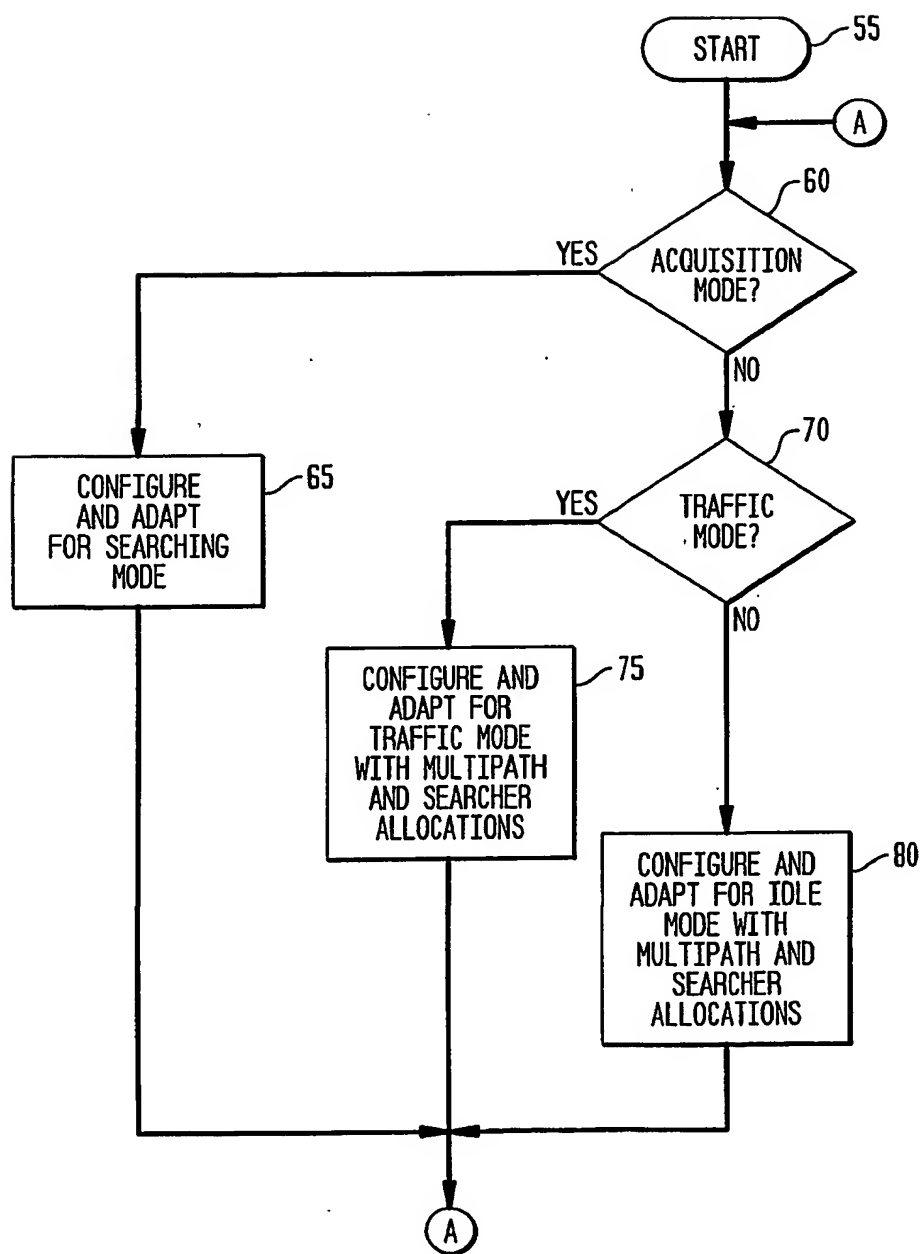 START
55
A
60
YES
ACQUISITION
MODE?
NO
70
YES
TRAFFIC
MODE?
NO
CONFIGURE
AND ADAPT
FOR SEARCHING
MODE
65
CONFIGURE AND
ADAPT FOR
TRAFFIC MODE
WITH MULTIPATH
AND SEARCHER
ALLOCATIONS
75
CONFIGURE AND
ADAPT FOR IDLE
MODE WITH
MULTIPATH AND
SEARCHER
ALLOCATIONS
80
A